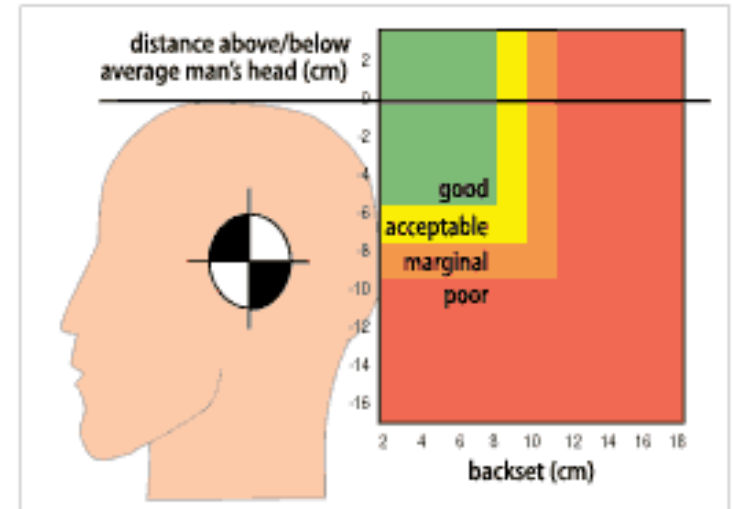 distance above/below
average man's head (cm)
2
0
-2
-4
good
-6
acceptable
-8
marginal
-10
poor
-12
-14
-16
2 4 6 8 10 12 14 16 18
backset (cm)